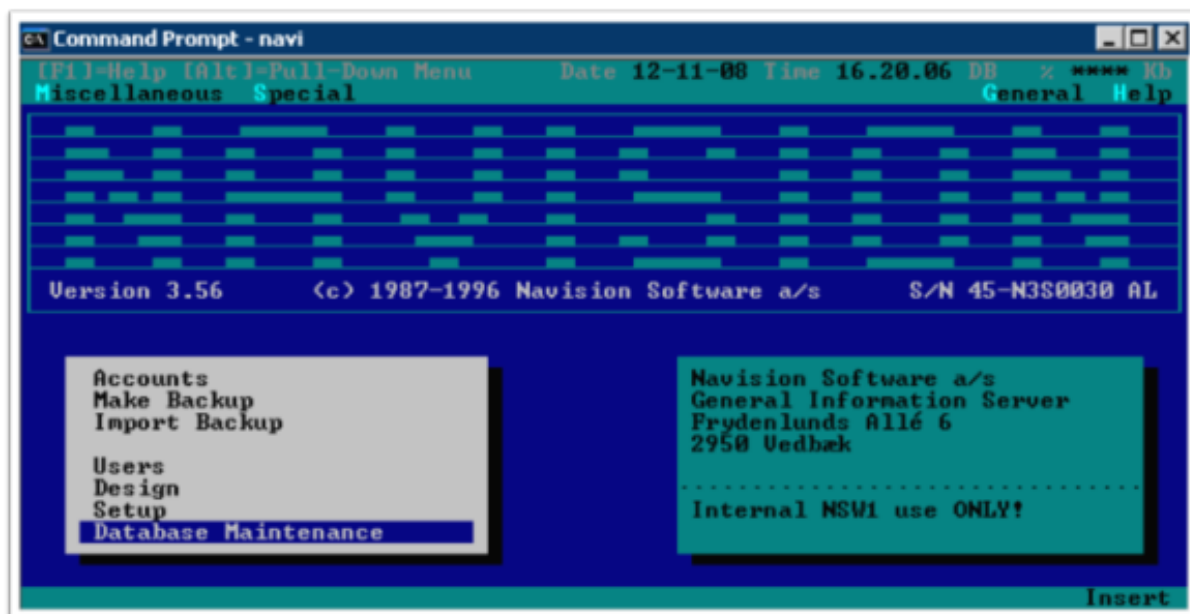 Command Prompt - navi
[F1]=Help [Alt]=Pull-Down Menu Date 12-11-08 Time 16.20.06 DB % **** Kb
Miscellaneous Special General Help
NAVISION
Version 3.56 (c) 1987-1996 Navision Software a/s S/N 45-N3S0030 AL
Accounts
Make Backup
Import Backup
Users
Design
Setup
Database Maintenance
Navision Software a/s
General Information Server
Frydenlunds Allé 6
2950 Vedbæk
Internal NSW1 use ONLY!
Insert